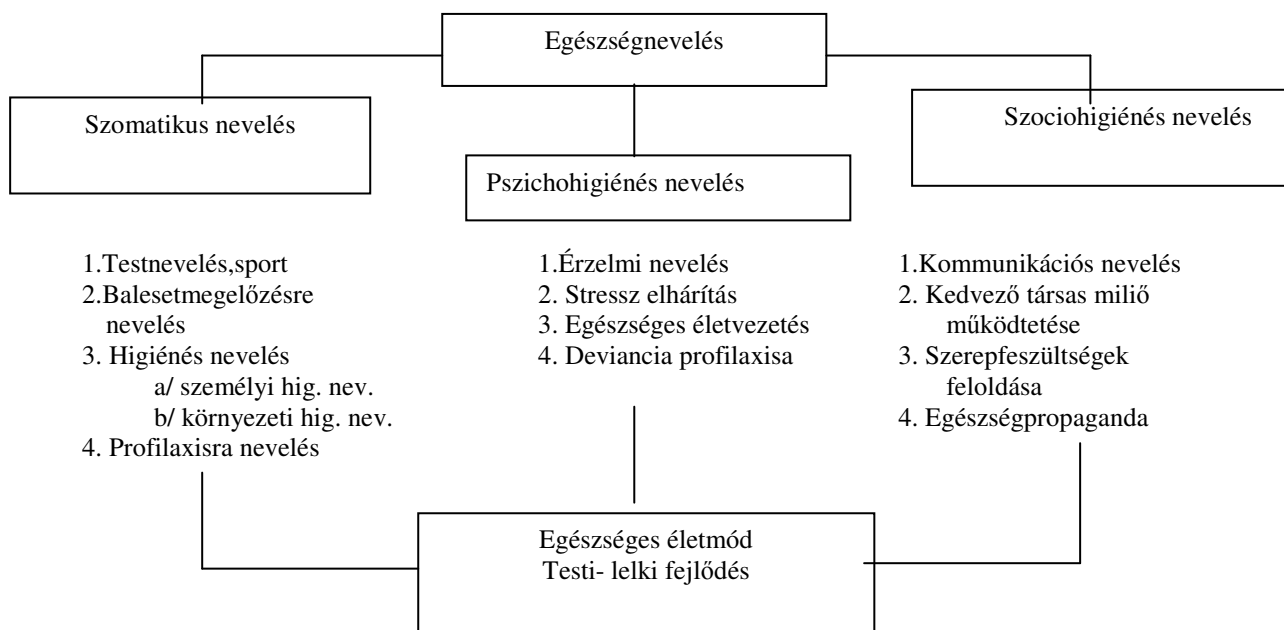 Egészségnevelés
Szomatikus nevelés
Pszichohigiénés nevelés
Szociohigiénés nevelés
1.Testnevelés,sport
2.Balesetmegelőzésre
nevelés
3. Higiénés nevelés
a/ személyi hig. nev.
b/ környezeti hig. nev.
4. Profilaxisra nevelés
1.Érzelmi nevelés
2. Stressz elhárítás
3. Egészséges életvezetés
4. Deviancia profilaxisa
1.Kommunikációs nevelés
2. Kedvező társas milió
működtetése
3. Szerepfeszültségek
feloldása
4. Egészségpropaganda
Egészséges életmód
Testi- lelki fejlődés